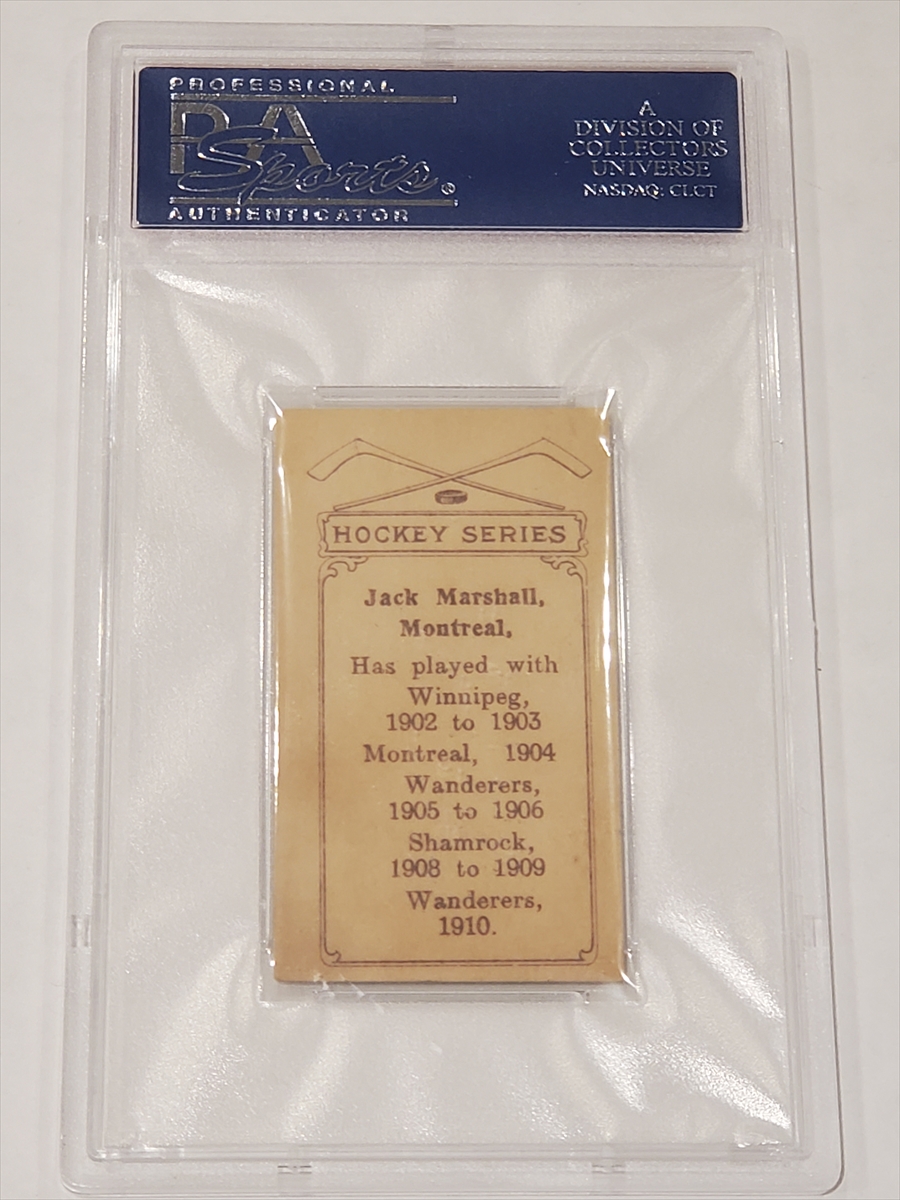 PROFESSIONAL
PSA
Sports®
AUTHENTICATOR
A
DIVISION OF
COLLECTORS
UNIVERSE
NASDAQ: CLCT
HOCKEY SERIES
Jack Marshall,
Montreal,
Has played with
Winnipeg,
1902 to 1903
Montreal, 1904
Wanderers,
1905 to 1906
Shamrock,
1908 to 1909
Wanderers,
1910.